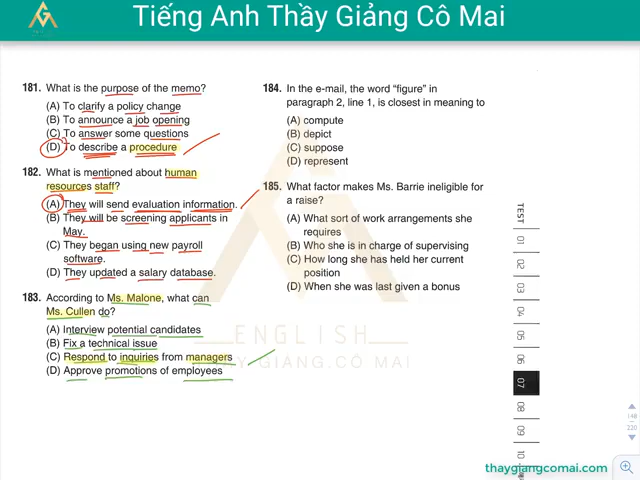 Tiếng Anh Thầy Giảng Cô Mai
181. What is the purpose of the memo?
(A) To clarify a policy change
(B) To announce a job opening
(C) To answer some questions
(D) To describe a procedure
182. What is mentioned about human
resources staff?
(A) They will send evaluation information.
(B) They will be screening applicants in
May.
(C) They began using new payroll
software.
(D) They updated a salary database.
183. According to Ms. Malone, what can
Ms. Cullen do?
(A) Interview potential candidates
(B) Fix a technical issue
(C) Respond to inquiries from managers
(D) Approve promotions of employees
184. In the e-mail, the word “figure” in
paragraph 2, line 1, is closest in meaning to
(A) compute
(B) depict
(C) suppose
(D) represent
185. What factor makes Ms. Barrie ineligible for
a raise?
(A) What sort of work arrangements she
requires
(B) Who she is in charge of supervising
(C) How long she has held her current
position
(D) When she was last given a bonus
ENGLISH
THẦY GIẢNG.CÔ MAI
TEST
01
02
03
04
05
06
07
08
09
10
148
220
thaygiangcomai.com